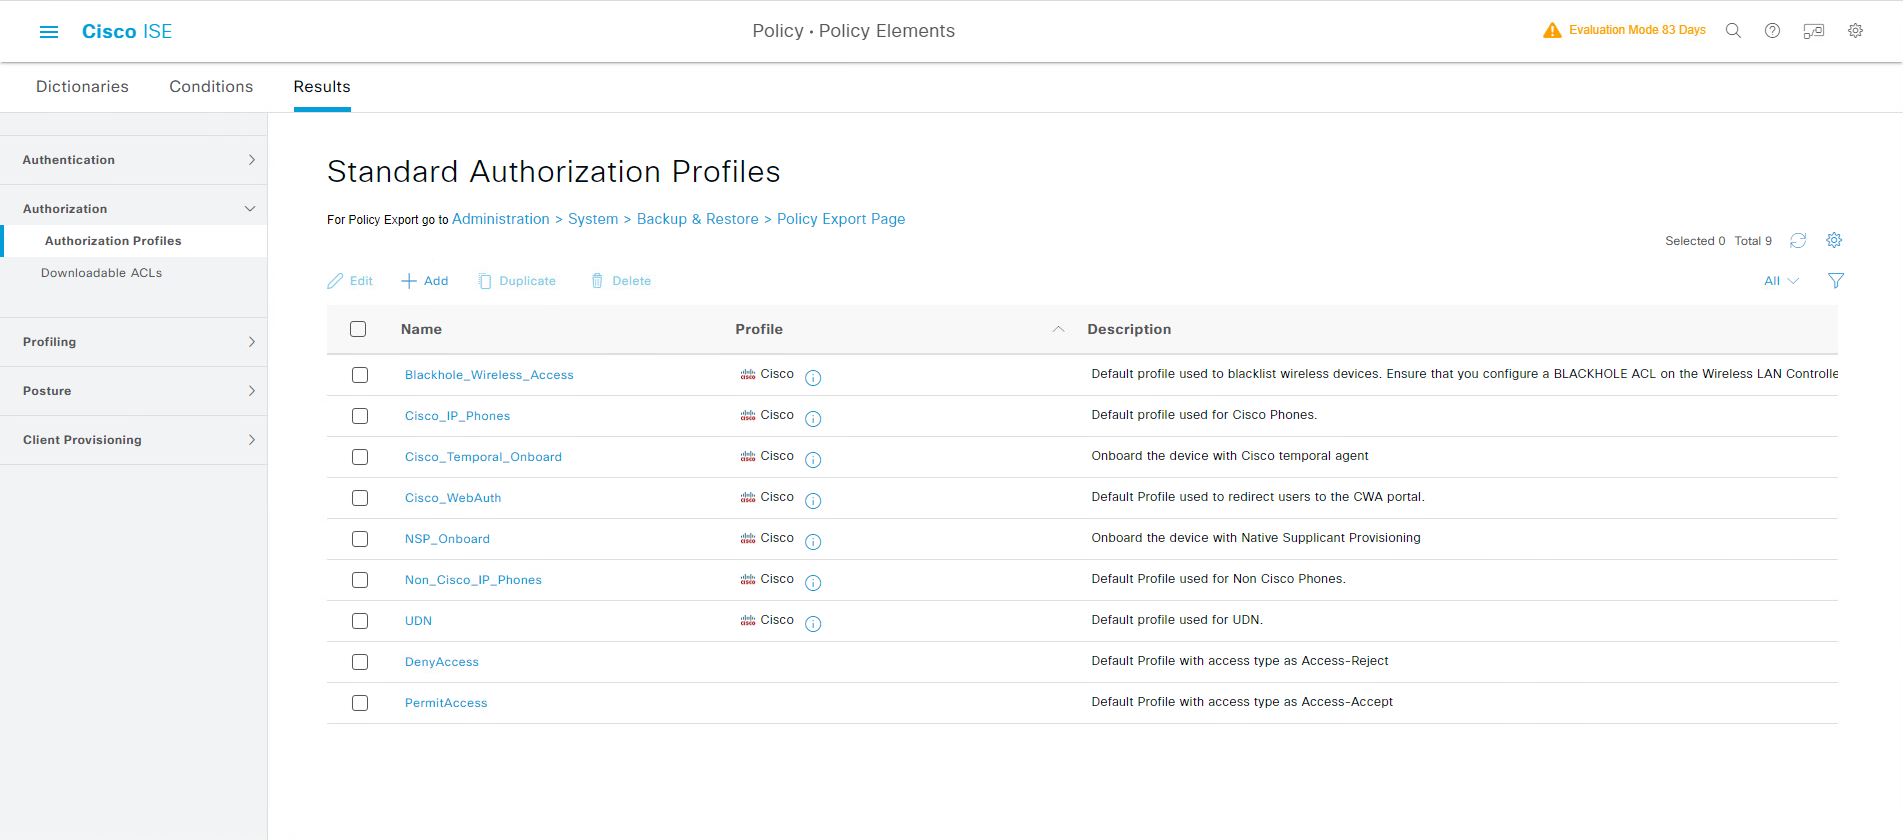 Cisco ISE
Policy · Policy Elements
Evaluation Mode 83 Days
Dictionaries
Conditions
Results
Authentication
Authorization
Authorization Profiles
Downloadable ACLs
Profiling
Posture
Client Provisioning
Standard Authorization Profiles
For Policy Export go to Administration > System > Backup & Restore > Policy Export Page
Selected 0 Total 9
Edit
Add
Duplicate
Delete
All
Name Profile Description
Blackhole_Wireless_Access Cisco Default profile used to blacklist wireless devices. Ensure that you configure a BLACKHOLE ACL on the Wireless LAN Controlle
Cisco_IP_Phones Cisco Default profile used for Cisco Phones.
Cisco_Temporal_Onboard Cisco Onboard the device with Cisco temporal agent
Cisco_WebAuth Cisco Default Profile used to redirect users to the CWA portal.
NSP_Onboard Cisco Onboard the device with Native Supplicant Provisioning
Non_Cisco_IP_Phones Cisco Default Profile used for Non Cisco Phones.
UDN Cisco Default profile used for UDN.
DenyAccess Default Profile with access type as Access-Reject
PermitAccess Default Profile with access type as Access-Accept